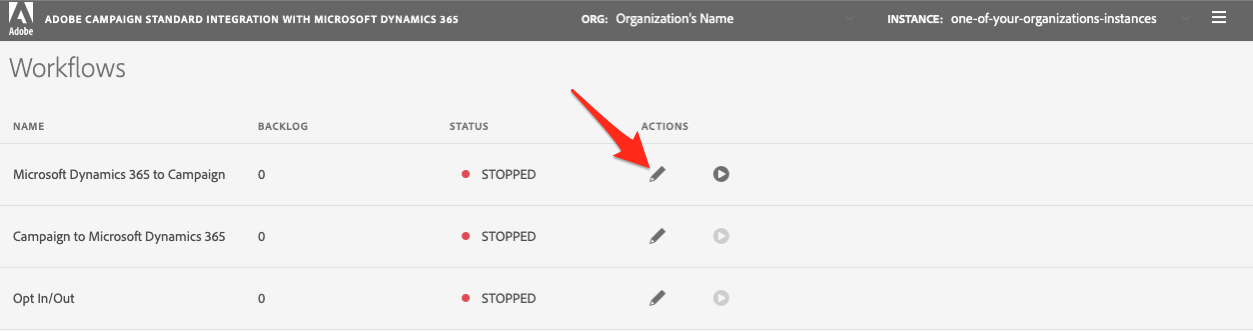 Adobe ADOBE CAMPAIGN STANDARD INTEGRATION WITH MICROSOFT DYNAMICS 365 ORG: Organization's Name INSTANCE: one-of-your-organizations-instances
Workflows
NAME BACKLOG STATUS ACTIONS
Microsoft Dynamics 365 to Campaign 0 STOPPED
Campaign to Microsoft Dynamics 365 0 STOPPED
Opt In/Out 0 STOPPED